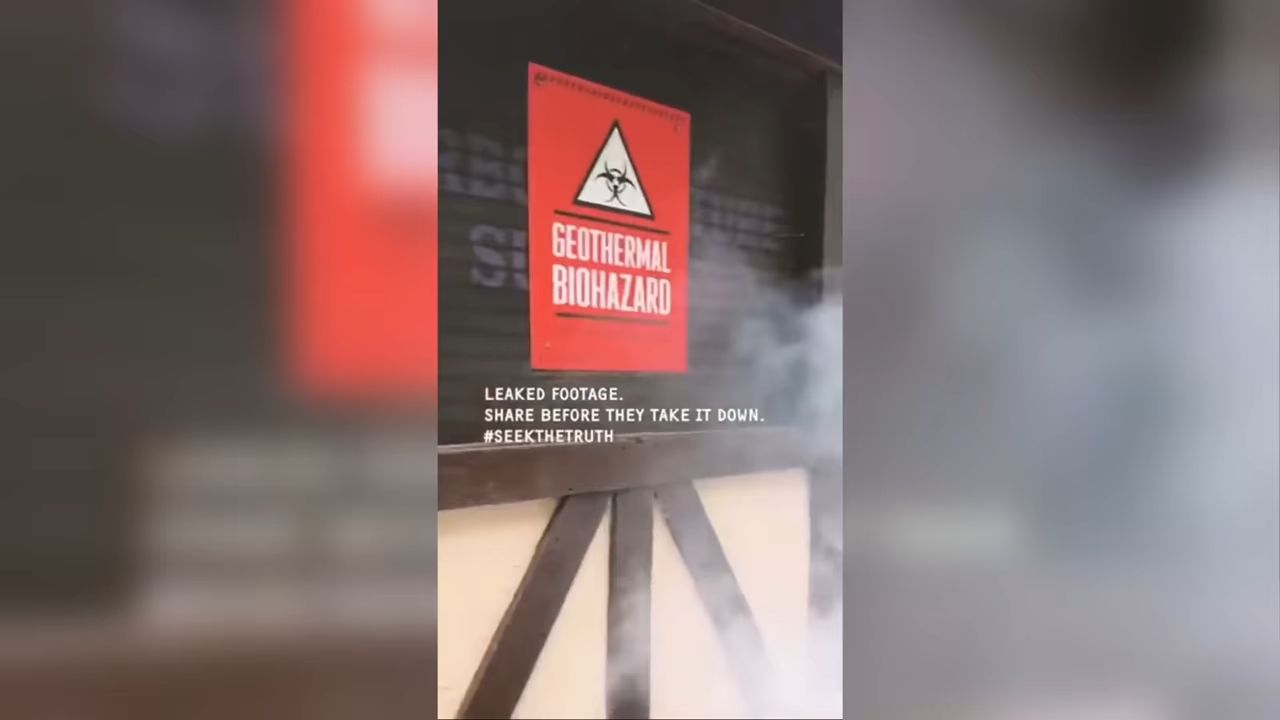 GEOTHERMAL
BIOHAZARD
LEAKED FOOTAGE.
SHARE BEFORE THEY TAKE IT DOWN.
#SEEKTHETRUTH